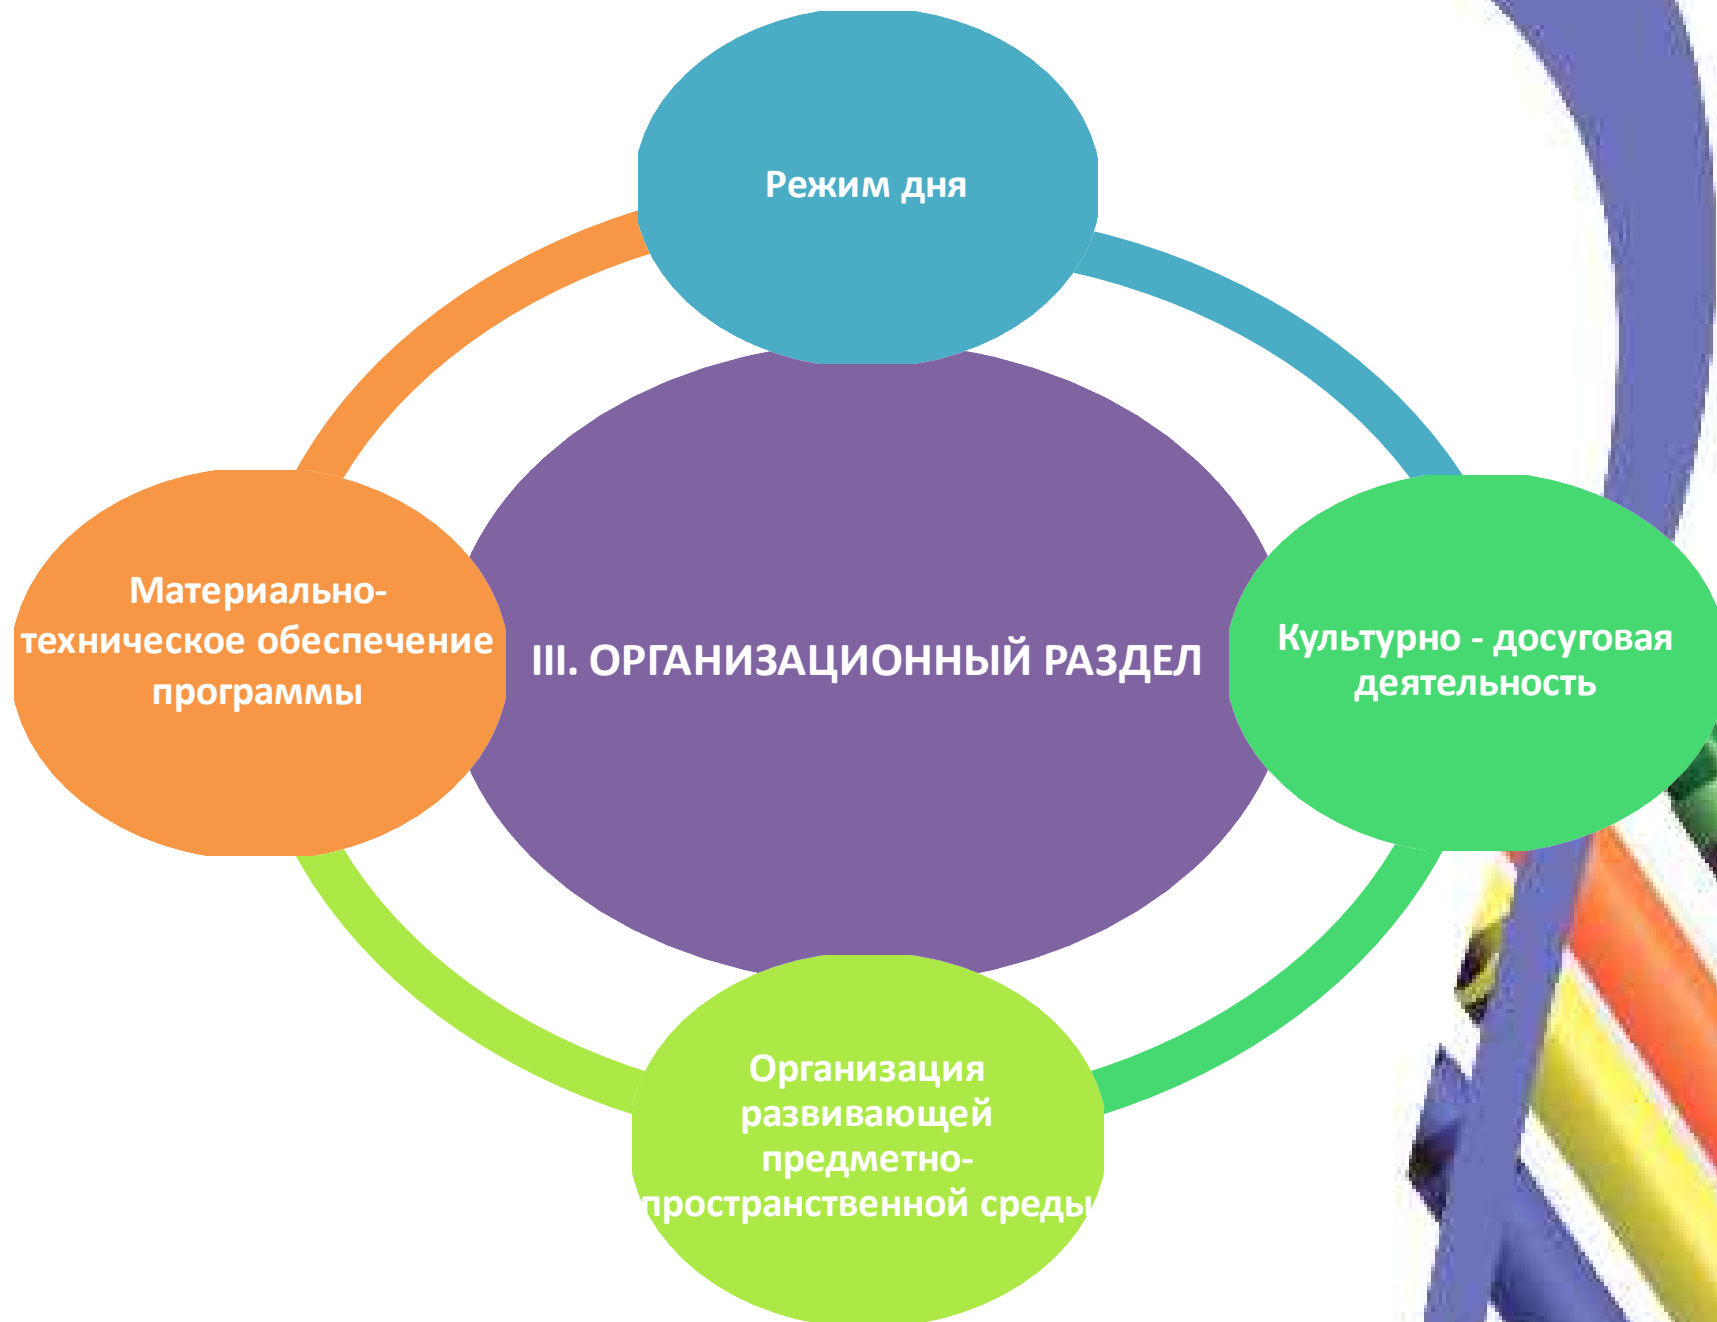 Режим дня
Материально-
техническое обеспечение
программы
III. ОРГАНИЗАЦИОННЫЙ РАЗДЕЛ
Культурно - досуговая
деятельность
Организация
развивающей
предметно-
пространственной среды